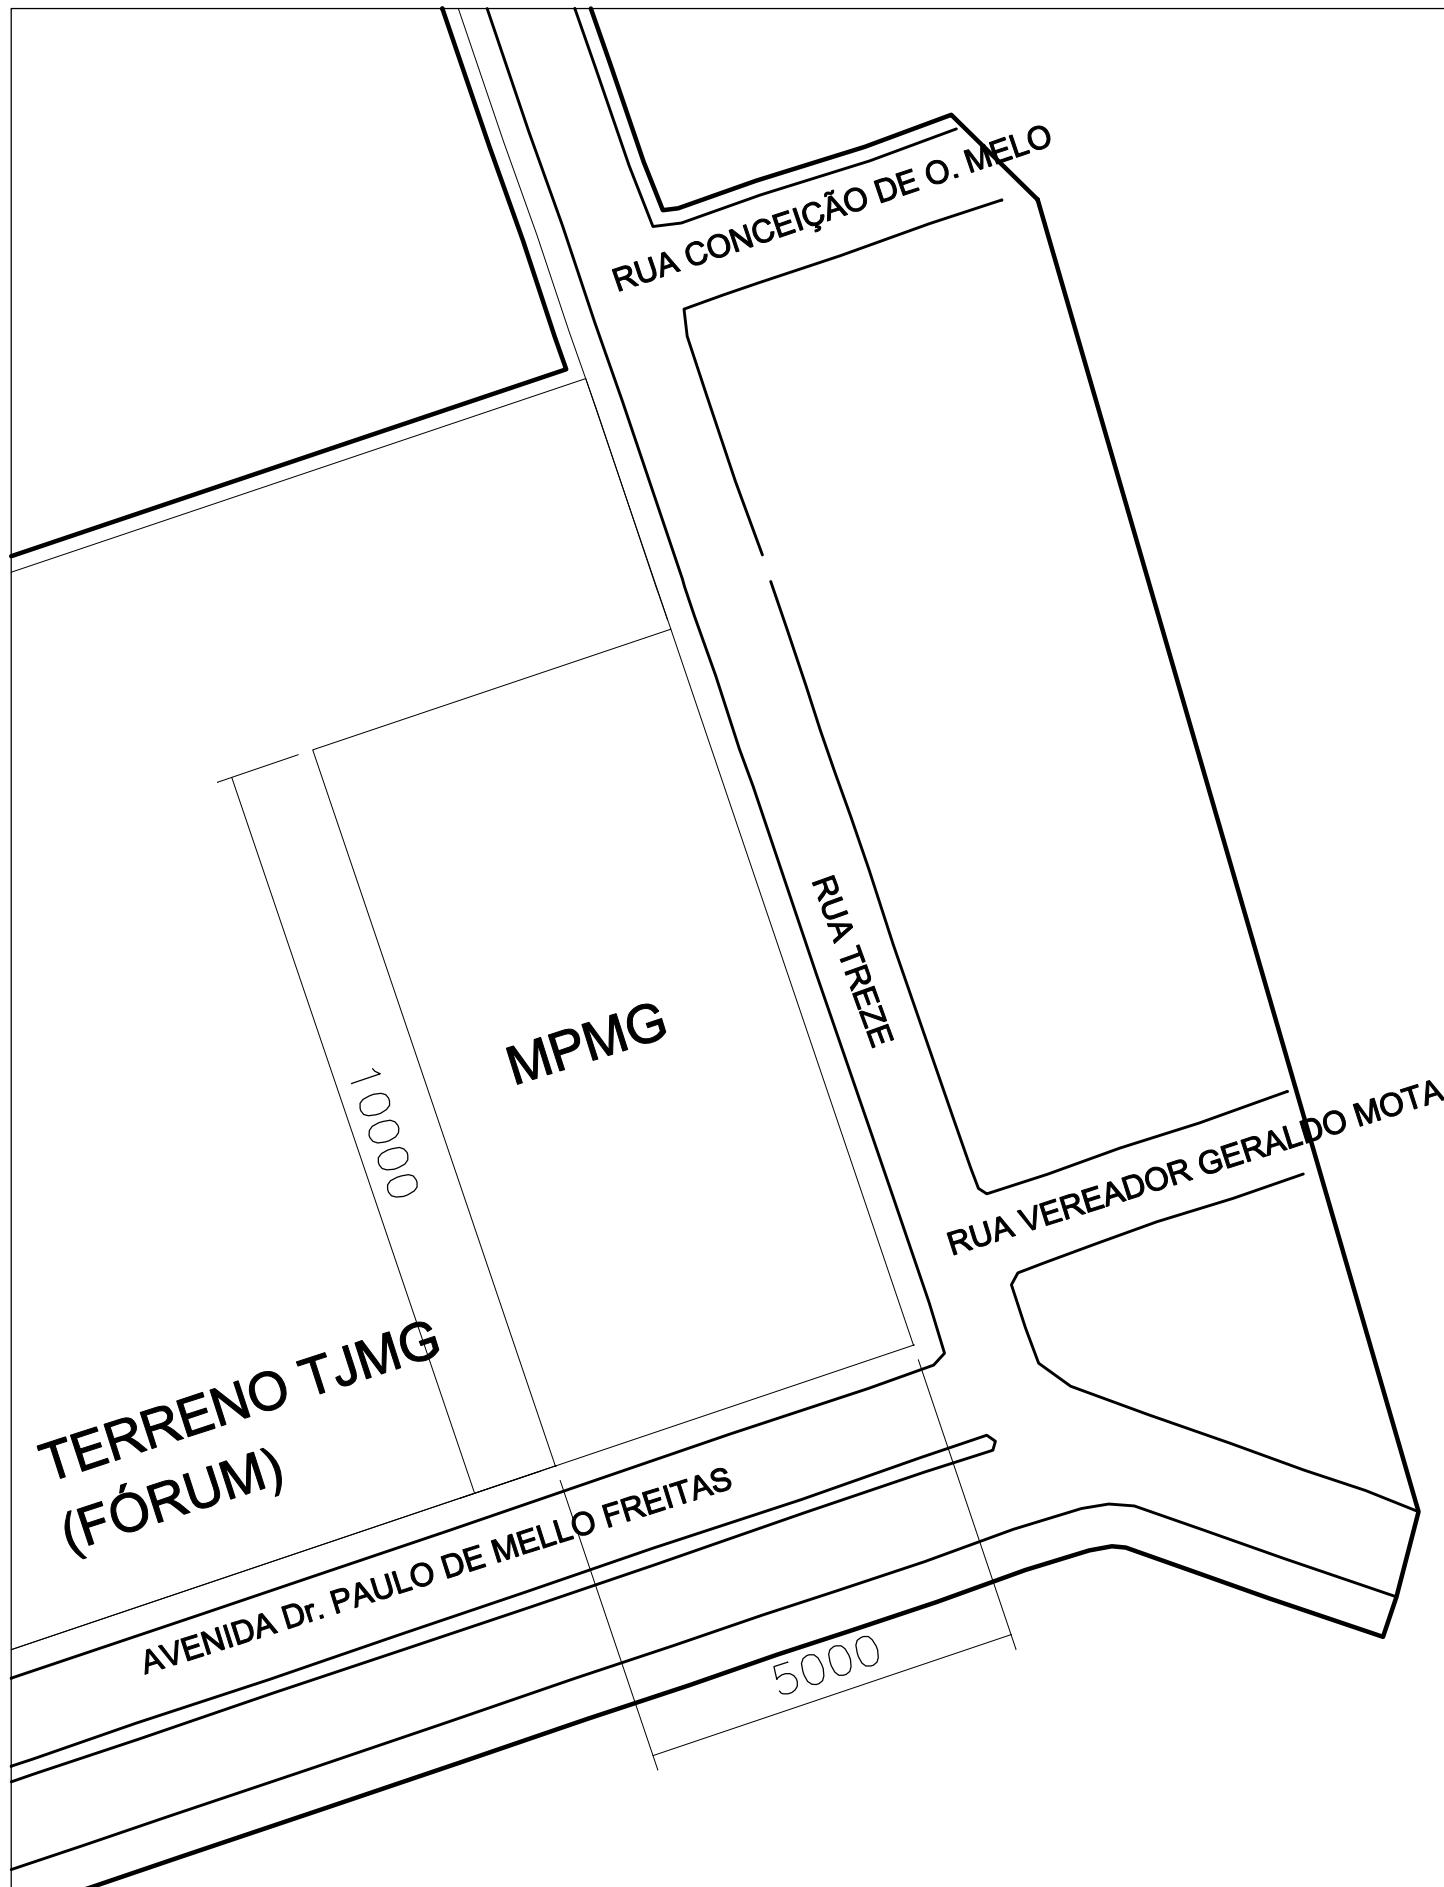 RUA CONCEIÇÃO DE O. MELO
RUA TREZE
MPMG
10000
RUA VEREADOR GERALDO MOTA
TERRENO TJMG
(FÓRUM)
AVENIDA Dr. PAULO DE MELLO FREITAS
5000